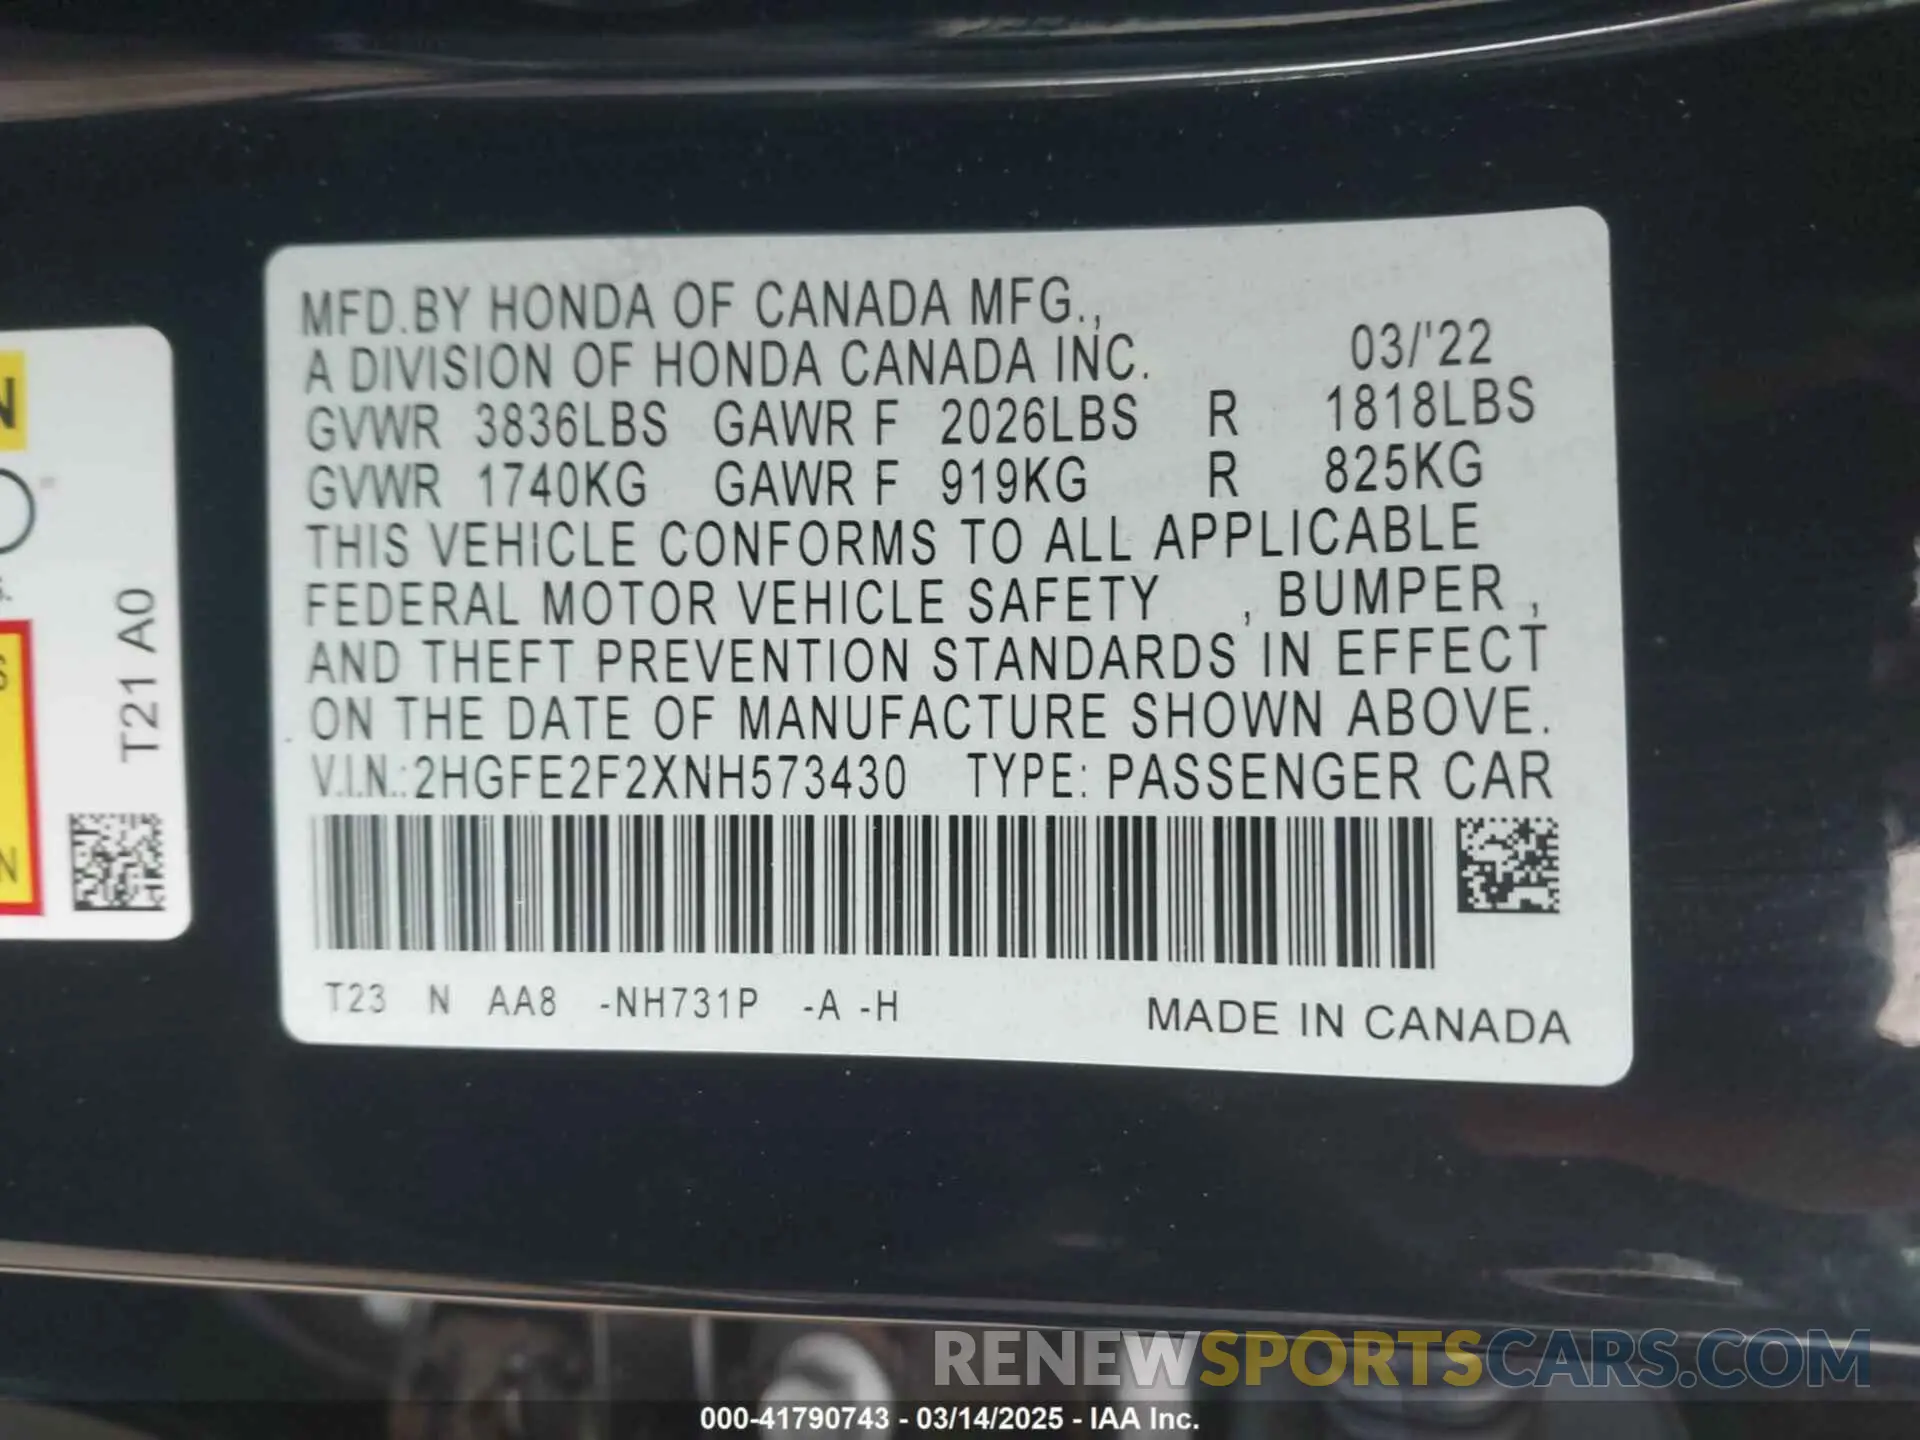 MFD.BY HONDA OF CANADA MFG.,
A DIVISION OF HONDA CANADA INC. 03/'22
GVWR 3836LBS GAWR F 2026LBS R 1818LBS
GVWR 1740KG GAWR F 919KG R 825KG
THIS VEHICLE CONFORMS TO ALL APPLICABLE
FEDERAL MOTOR VEHICLE SAFETY , BUMPER ,
AND THEFT PREVENTION STANDARDS IN EFFECT
ON THE DATE OF MANUFACTURE SHOWN ABOVE.
V.I.N.:2HGFE2F2XNH573430 TYPE: PASSENGER CAR
T23 N AA8 -NH731P -A -H
MADE IN CANADA
T21 A0
RENEWSPORTSCARS.COM
000-41790743 - 03/14/2025 - IAA Inc.